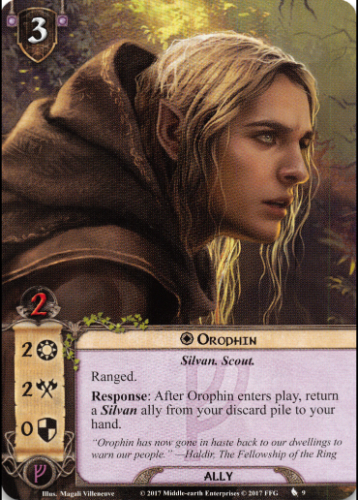 3
2
2
2
0
Orophin
Silvan. Scout.
Ranged.
Response: After Orophin enters play, return
a Silvan ally from your discard pile to
your hand.
“Orophin has now gone in haste back to our dwellings to
warn our people.” —Haldir, The Fellowship of the Ring
ALLY
Illus. Magali Villeneuve
© 2017 Middle-earth Enterprises © 2017 FFG
9